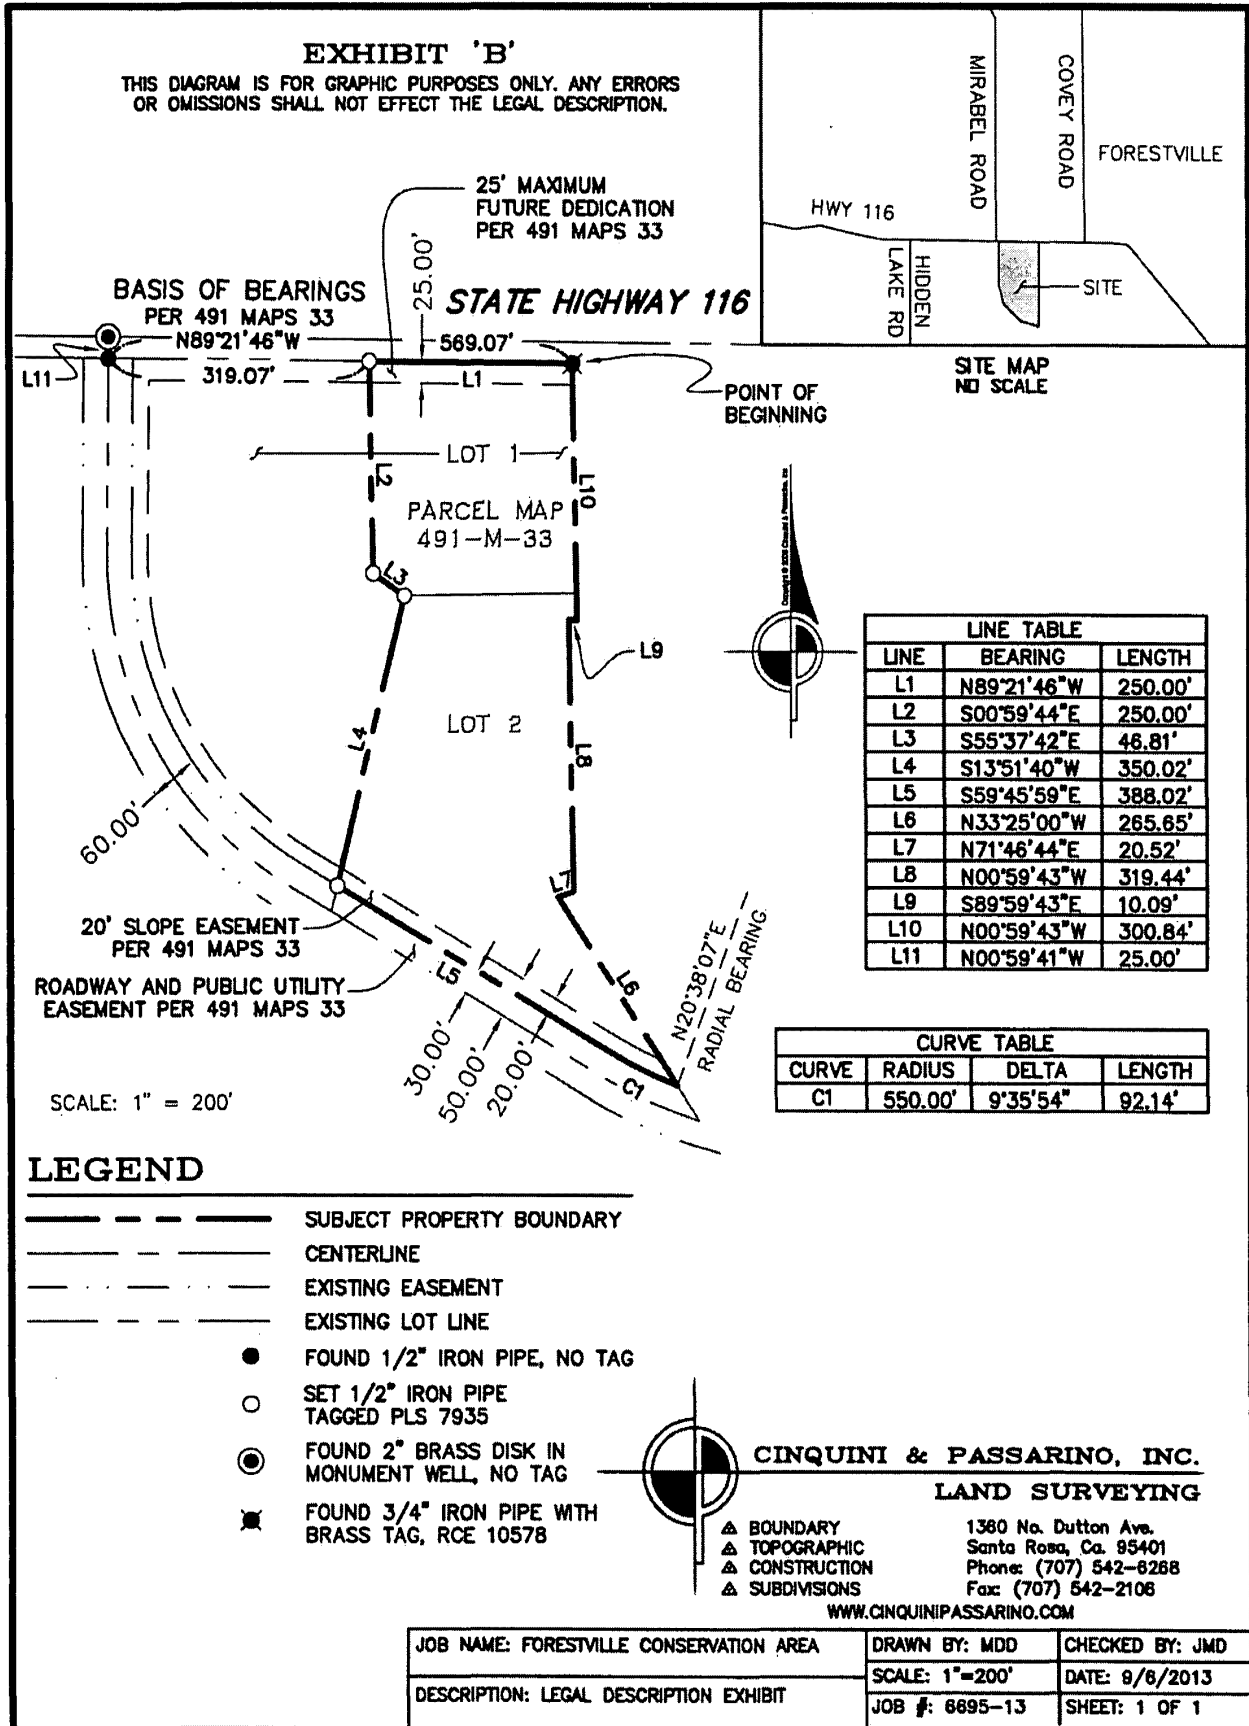 EXHIBIT 'B'
THIS DIAGRAM IS FOR GRAPHIC PURPOSES ONLY. ANY ERRORS
OR OMISSIONS SHALL NOT EFFECT THE LEGAL DESCRIPTION.
MIRABEL ROAD
COVEY ROAD
FORESTVILLE
HWY 116
HIDDEN
LAKE RD
SITE
SITE MAP
NO SCALE
25' MAXIMUM
FUTURE DEDICATION
PER 491 MAPS 33
25.00'
BASIS OF BEARINGS
PER 491 MAPS 33
N89°21'46"W
STATE HIGHWAY 116
569.07'
L11
319.07'
L1
POINT OF
BEGINNING
LOT 1
L2
L10
PARCEL MAP
491-M-33
L3
L9
LOT 2
L4
L8
60.00'
L7
20' SLOPE EASEMENT
PER 491 MAPS 33
ROADWAY AND PUBLIC UTILITY
EASEMENT PER 491 MAPS 33
L5
L6
N20°38'07"E
RADIAL BEARING
30.00'
50.00'
20.00'
C1
SCALE: 1" = 200'
LINE TABLE
LINE BEARING LENGTH
L1 N89°21'46"W 250.00'
L2 S00°59'44"E 250.00'
L3 S55°37'42"E 46.81'
L4 S13°51'40"W 350.02'
L5 S59°45'59"E 388.02'
L6 N33°25'00"W 265.65'
L7 N71°46'44"E 20.52'
L8 N00°59'43"W 319.44'
L9 S89°59'43"E 10.09'
L10 N00°59'43"W 300.84'
L11 N00°59'41"W 25.00'
CURVE TABLE
CURVE RADIUS DELTA LENGTH
C1 550.00' 9°35'54" 92.14'
LEGEND
SUBJECT PROPERTY BOUNDARY
CENTERLINE
EXISTING EASEMENT
EXISTING LOT LINE
FOUND 1/2" IRON PIPE, NO TAG
SET 1/2" IRON PIPE
TAGGED PLS 7935
FOUND 2" BRASS DISK IN
MONUMENT WELL, NO TAG
FOUND 3/4" IRON PIPE WITH
BRASS TAG, RCE 10578
CINQUINI & PASSARINO, INC.
LAND SURVEYING
BOUNDARY
TOPOGRAPHIC
CONSTRUCTION
SUBDIVISIONS
1360 No. Dutton Ave.
Santa Rosa, Ca. 95401
Phone: (707) 542-6268
Fax: (707) 542-2106
WWW.CINQUINIPASSARINO.COM
JOB NAME: FORESTVILLE CONSERVATION AREA
DRAWN BY: MDD
CHECKED BY: JMD
SCALE: 1"=200'
DATE: 9/6/2013
DESCRIPTION: LEGAL DESCRIPTION EXHIBIT
JOB #: 6695-13
SHEET: 1 OF 1